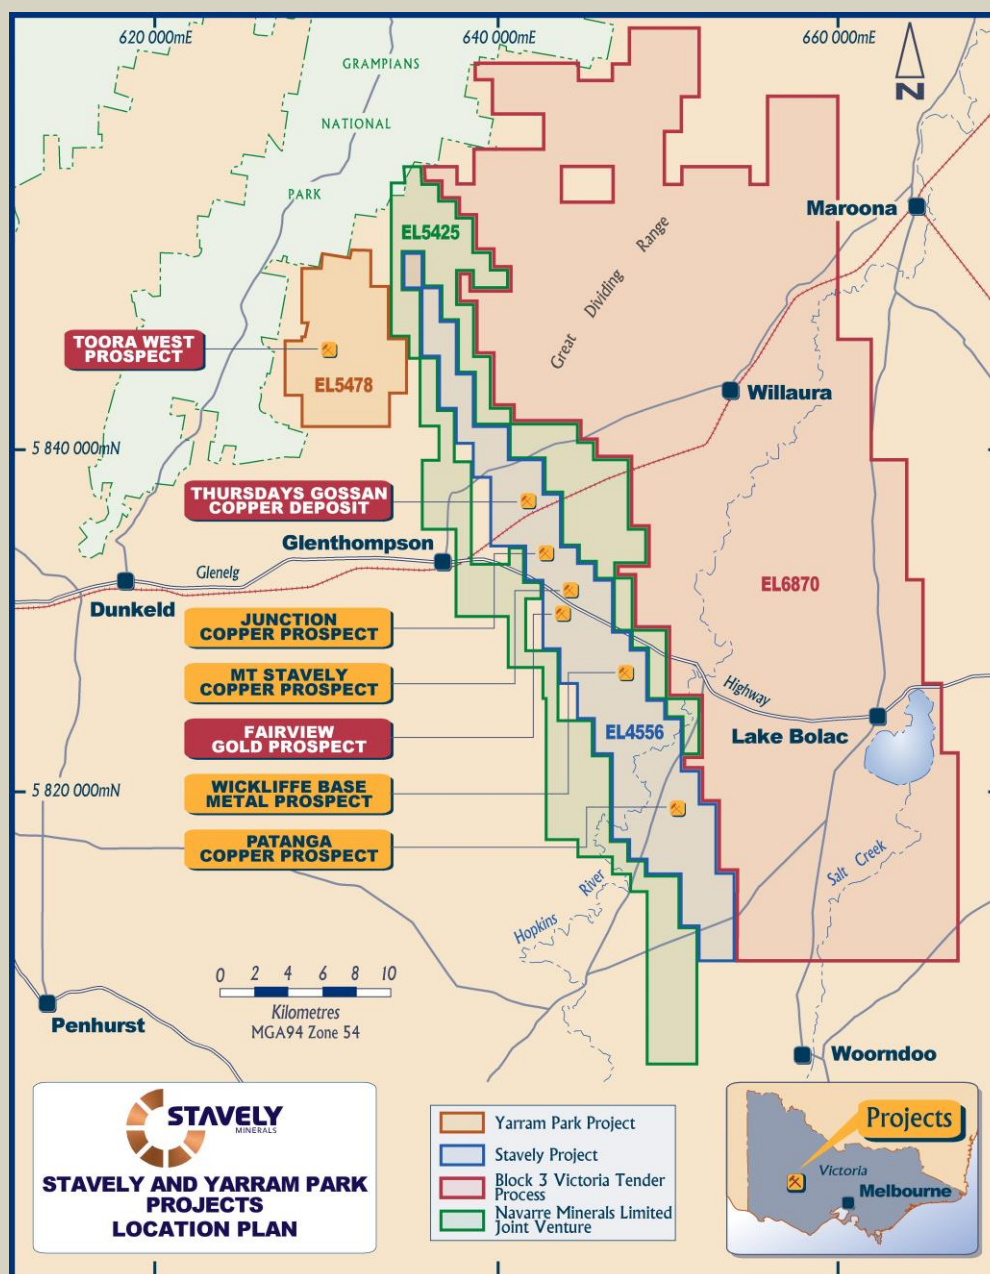 620 000mE
640 000mE
660 000mE
GRAMPIANS
NATIONAL
PARK
N
Maroona
EL5425
Great Dividing Range
TOORA WEST
PROSPECT
EL5478
Willaura
5 840 000mN
THURSDAYS GOSSAN
COPPER DEPOSIT
Glenthompson
Glenelg
Dunkeld
EL6870
JUNCTION
COPPER PROSPECT
MT STAVELY
COPPER PROSPECT
Highway
FAIRVIEW
GOLD PROSPECT
EL4556
Lake Bolac
WICKLIFFE BASE
METAL PROSPECT
5 820 000mN
PATANGA
COPPER PROSPECT
Salt Creek
Hopkins River
0 2 4 6 8 10
Kilometres
MGA94 Zone 54
Penhurst
Woorndoo
STAVELY
MINERALS
STAVELY AND YARRAM PARK
PROJECTS
LOCATION PLAN
Yarram Park Project
Stavely Project
Block 3 Victoria Tender
Process
Navarre Minerals Limited
Joint Venture
Projects
Victoria
Melbourne